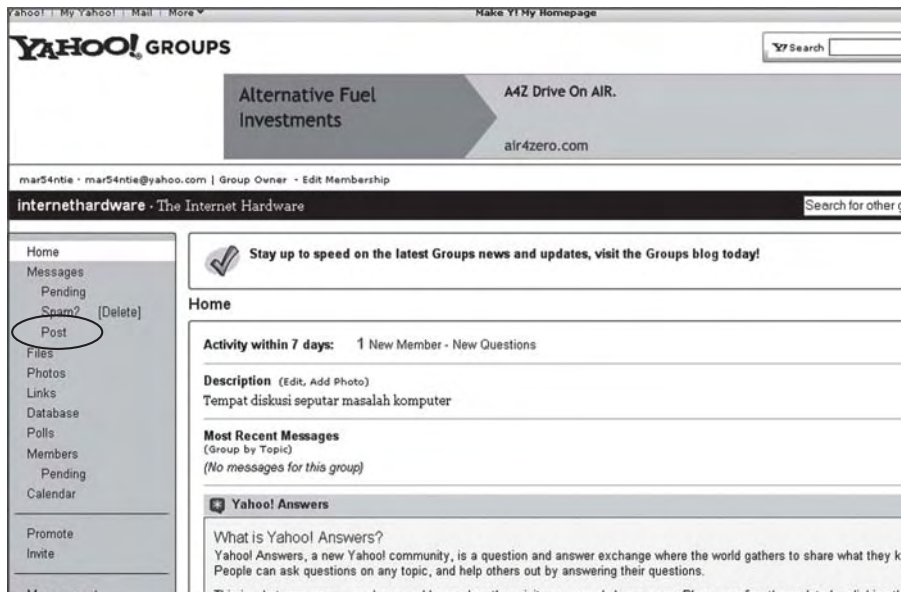 Yahoo! | My Yahoo! | Mail | More Make Y! My Homepage
YAHOO! GROUPS
Y! Search
Alternative Fuel
Investments
A4Z Drive On AIR.
air4zero.com
mar54ntie · mar54ntie@yahoo.com | Group Owner - Edit Membership
internethardware · The Internet Hardware
Search for other
Home
Messages
Pending
Spam? [Delete]
Post
Files
Photos
Links
Database
Polls
Members
Pending
Calendar
Promote
Invite
Stay up to speed on the latest Groups news and updates, visit the Groups blog today!
Home
Activity within 7 days: 1 New Member - New Questions
Description (Edit, Add Photo)
Tempat diskusi seputar masalah komputer
Most Recent Messages
(Group by Topic)
(No messages for this group)
Yahoo! Answers
What is Yahoo! Answers?
Yahoo! Answers, a new Yahoo! community, is a question and answer exchange where the world gathers to share what they
People can ask questions on any topic, and help others out by answering their questions.